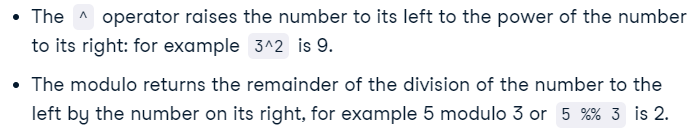 • The ^ operator raises the number to its left to the power of the number
to its right: for example 3^2 is 9.
• The modulo returns the remainder of the division of the number to the
left by the number on its right, for example 5 modulo 3 or 5 %% 3 is 2.